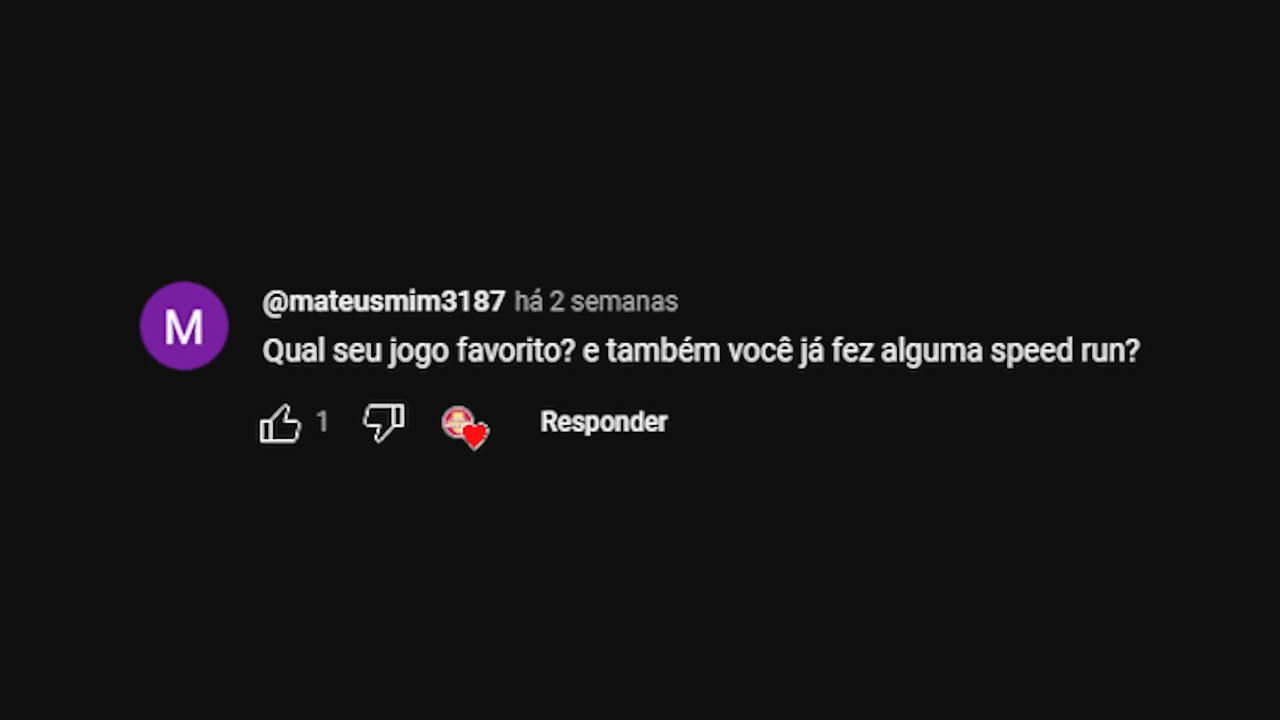 M
@mateusmim3187 há 2 semanas
Qual seu jogo favorito? e também você já fez alguma speed run?
1 Responder